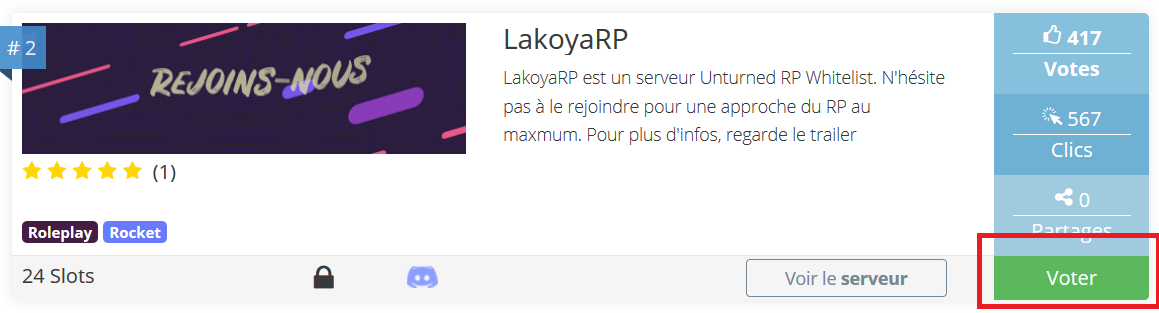 # 2
REJOINS-NOUS
(1)
Roleplay Rocket
LakoyaRP
LakoyaRP est un serveur Unturned RP Whitelist. N'hésite
pas à le rejoindre pour une approche du RP au
maxmum. Pour plus d'infos, regarde le trailer
417
Votes
567
Clics
0
Partages
24 Slots
Voir le serveur
Voter